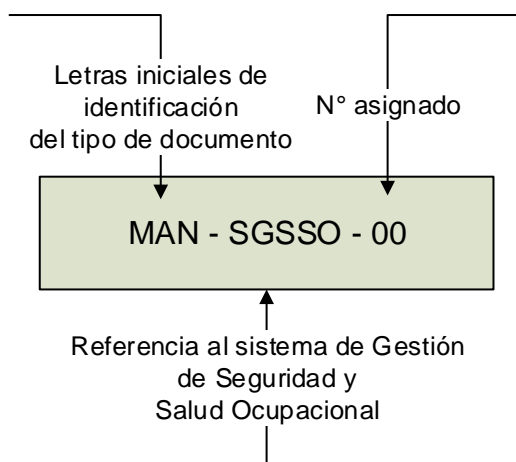 Letras iniciales de
identificación
del tipo de documento
N° asignado
MAN - SGSSO - 00
Referencia al sistema de Gestión
de Seguridad y
Salud Ocupacional